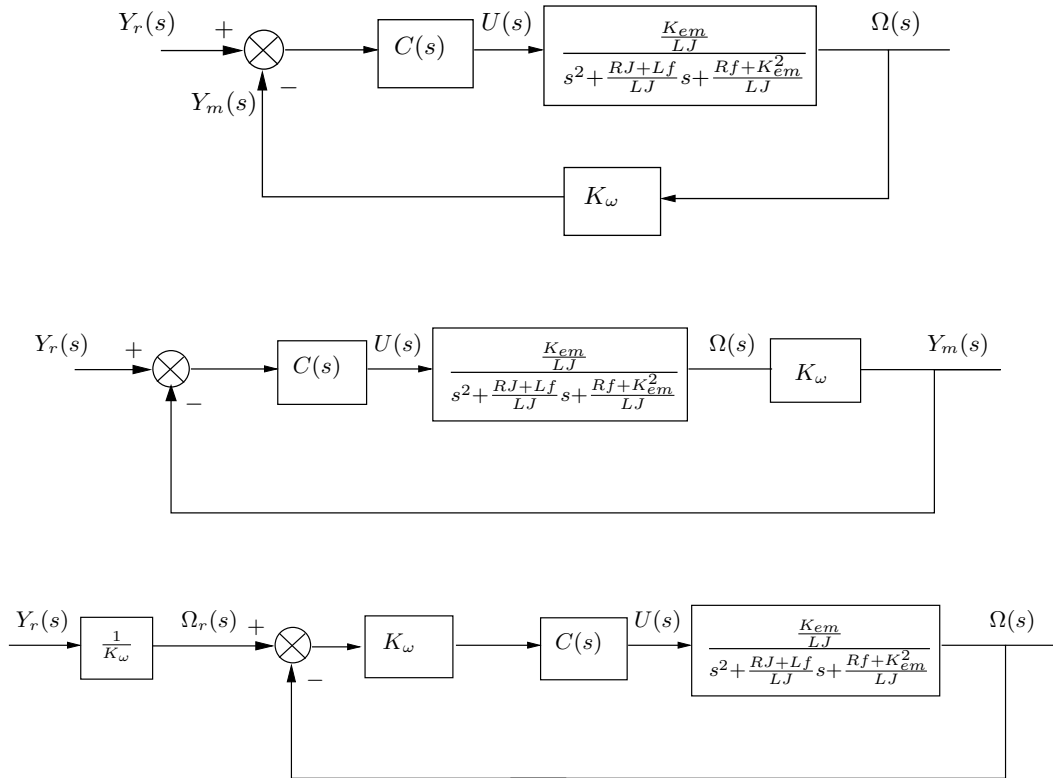 Y_r(s) + − C(s) U(s) \frac{\frac{K_{em}}{LJ}}{s^2+\frac{RJ+Lf}{LJ}s+\frac{Rf+K_{em}^2}{LJ}} Ω(s)
Y_m(s)
K_ω
Y_r(s) + − C(s) U(s) \frac{\frac{K_{em}}{LJ}}{s^2+\frac{RJ+Lf}{LJ}s+\frac{Rf+K_{em}^2}{LJ}} Ω(s) K_ω Y_m(s)
Y_r(s) \frac{1}{K_ω} Ω_r(s) + − K_ω C(s) U(s) \frac{\frac{K_{em}}{LJ}}{s^2+\frac{RJ+Lf}{LJ}s+\frac{Rf+K_{em}^2}{LJ}} Ω(s)